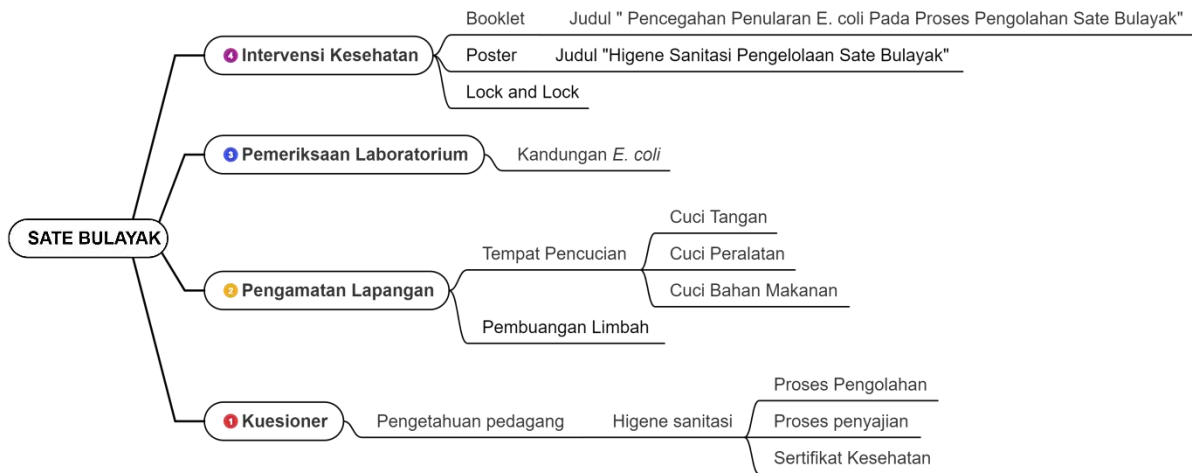 Booklet Judul " Pencegahan Penularan E. coli Pada Proses Pengolahan Sate Bulayak"
4 Intervensi Kesehatan
Poster Judul "Higene Sanitasi Pengelolaan Sate Bulayak"
Lock and Lock
3 Pemeriksaan Laboratorium
Kandungan E. coli
SATE BULAYAK
Cuci Tangan
Tempat Pencucian
Cuci Peralatan
2 Pengamatan Lapangan
Cuci Bahan Makanan
Pembuangan Limbah
Proses Pengolahan
1 Kuesioner
Pengetahuan pedagang
Higene sanitasi
Proses penyajian
Sertifikat Kesehatan